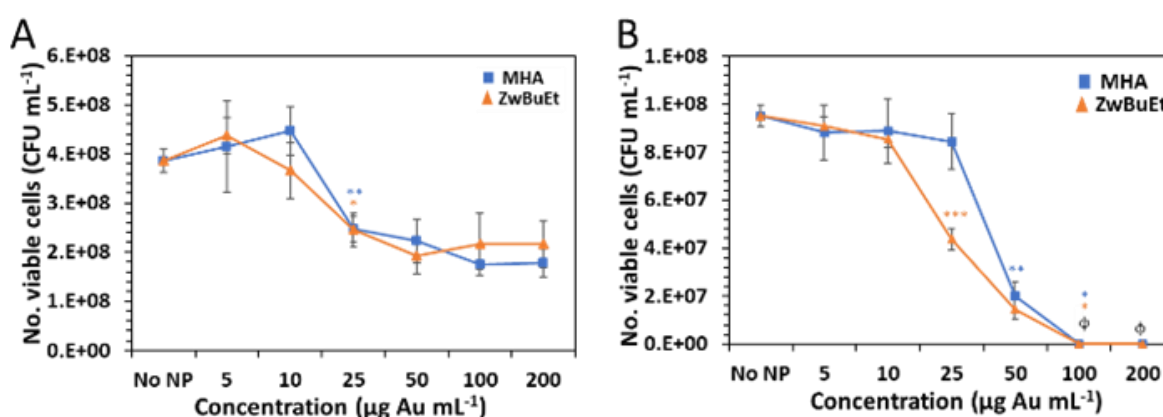 A
No. viable cells (CFU mL⁻¹)
6.E+08
5.E+08
4.E+08
3.E+08
2.E+08
1.E+08
0.E+00
MHA
ZwBuEt
**
*
No NP 5 10 25 50 100 200
Concentration (µg Au mL⁻¹)
B
No. viable cells (CFU mL⁻¹)
1.E+08
1.E+08
8.E+07
6.E+07
4.E+07
2.E+07
0.E+00
MHA
ZwBuEt
***
**
*
*
ϕ ϕ
No NP 5 10 25 50 100 200
Concentration (µg Au mL⁻¹)